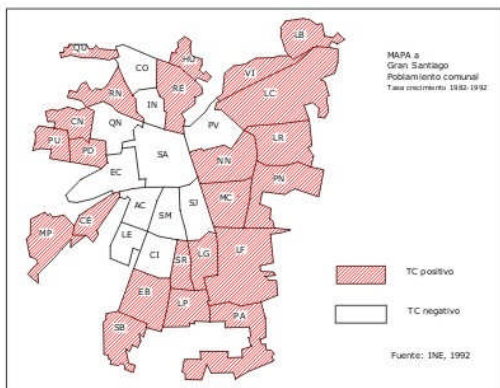 LB
QU
HU
MAPA a
Gran Santiago
Poblamiento comunal
Tasa crecimiento 1982-1992
CO
VI
RN
RE
LC
IN
CN
QN
PV
PU
PD
LR
SA
NN
EC
PN
AC
SJ
MC
SM
CE
MP
LE
CI
SR
LG
LF
TC positivo
EB
LP
PA
TC negativo
SB
Fuente: INE, 1992